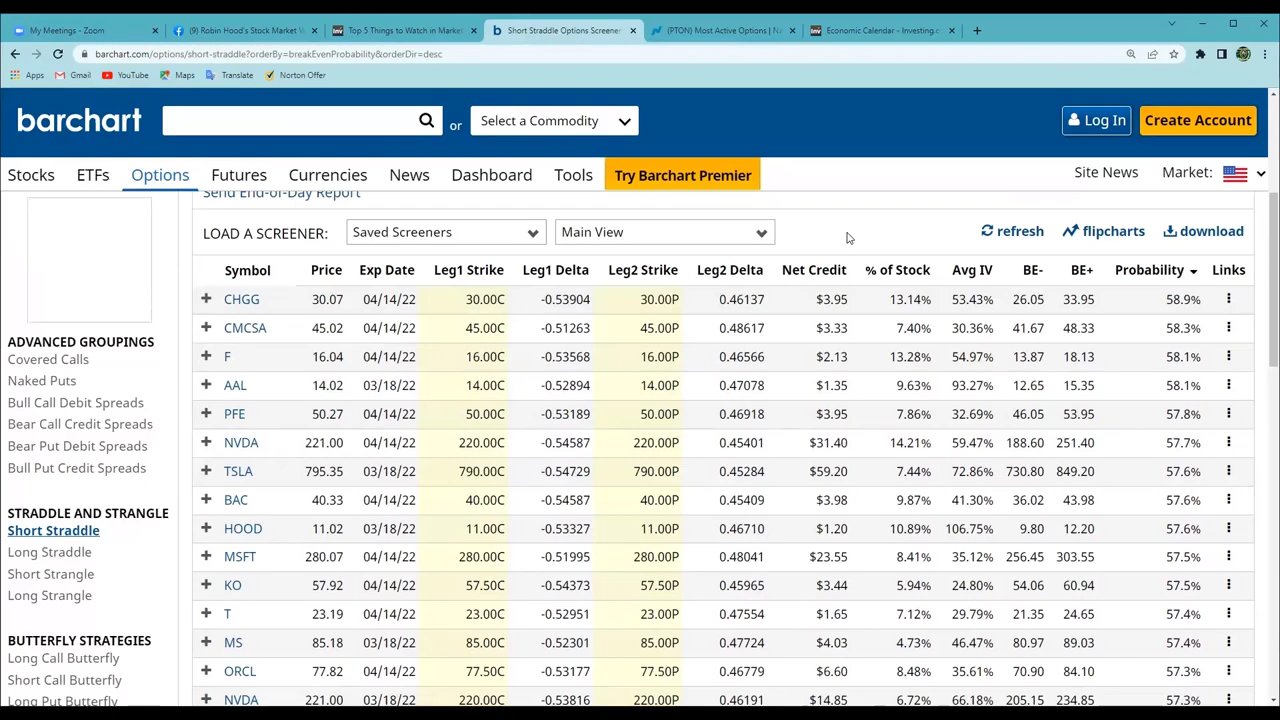 My Meetings - Zoom
(9) Robin Hood's Stock Market W
Top 5 Things to Watch in Market
Short Straddle Options Screener
(PTON) Most Active Options | Na
Economic Calendar - Investing.co
barchart.com/options/short-straddle?orderBy=breakEvenProbability&orderDir=desc
Apps Gmail YouTube Maps Translate Norton Offer
barchart or Select a Commodity Log In Create Account
Stocks ETFs Options Futures Currencies News Dashboard Tools Try Barchart Premier Site News Market:
Send End-of-Day Report
LOAD A SCREENER: Saved Screeners Main View refresh flipcharts download
Symbol Price Exp Date Leg1 Strike Leg1 Delta Leg2 Strike Leg2 Delta Net Credit % of Stock Avg IV BE- BE+ Probability Links
CHGG 30.07 04/14/22 30.00C -0.53904 30.00P 0.46137 $3.95 13.14% 53.43% 26.05 33.95 58.9%
CMCSA 45.02 04/14/22 45.00C -0.51263 45.00P 0.48617 $3.33 7.40% 30.36% 41.67 48.33 58.3%
F 16.04 04/14/22 16.00C -0.53568 16.00P 0.46566 $2.13 13.28% 54.97% 13.87 18.13 58.1%
AAL 14.02 03/18/22 14.00C -0.52894 14.00P 0.47078 $1.35 9.63% 93.27% 12.65 15.35 58.1%
PFE 50.27 04/14/22 50.00C -0.53189 50.00P 0.46918 $3.95 7.86% 32.69% 46.05 53.95 57.8%
NVDA 221.00 04/14/22 220.00C -0.54587 220.00P 0.45401 $31.40 14.21% 59.47% 188.60 251.40 57.7%
TSLA 795.35 03/18/22 790.00C -0.54729 790.00P 0.45284 $59.20 7.44% 72.86% 730.80 849.20 57.6%
BAC 40.33 04/14/22 40.00C -0.54587 40.00P 0.45409 $3.98 9.87% 41.30% 36.02 43.98 57.6%
HOOD 11.02 03/18/22 11.00C -0.53327 11.00P 0.46710 $1.20 10.89% 106.75% 9.80 12.20 57.6%
MSFT 280.07 04/14/22 280.00C -0.51995 280.00P 0.48041 $23.55 8.41% 35.12% 256.45 303.55 57.5%
KO 57.92 04/14/22 57.50C -0.54373 57.50P 0.45965 $3.44 5.94% 24.80% 54.06 60.94 57.5%
T 23.19 04/14/22 23.00C -0.52951 23.00P 0.47554 $1.65 7.12% 29.79% 21.35 24.65 57.4%
MS 85.18 03/18/22 85.00C -0.52301 85.00P 0.47724 $4.03 4.73% 46.47% 80.97 89.03 57.4%
ORCL 77.82 04/14/22 77.50C -0.53177 77.50P 0.46779 $6.60 8.48% 35.61% 70.90 84.10 57.3%
NVDA 221.00 03/18/22 220.00C -0.53816 220.00P 0.46191 $14.85 6.72% 66.18% 205.15 234.85 57.3%
ADVANCED GROUPINGS
Covered Calls
Naked Puts
Bull Call Debit Spreads
Bear Call Credit Spreads
Bear Put Debit Spreads
Bull Put Credit Spreads
STRADDLE AND STRANGLE
Short Straddle
Long Straddle
Short Strangle
Long Strangle
BUTTERFLY STRATEGIES
Long Call Butterfly
Short Call Butterfly
Long Put Butterfly